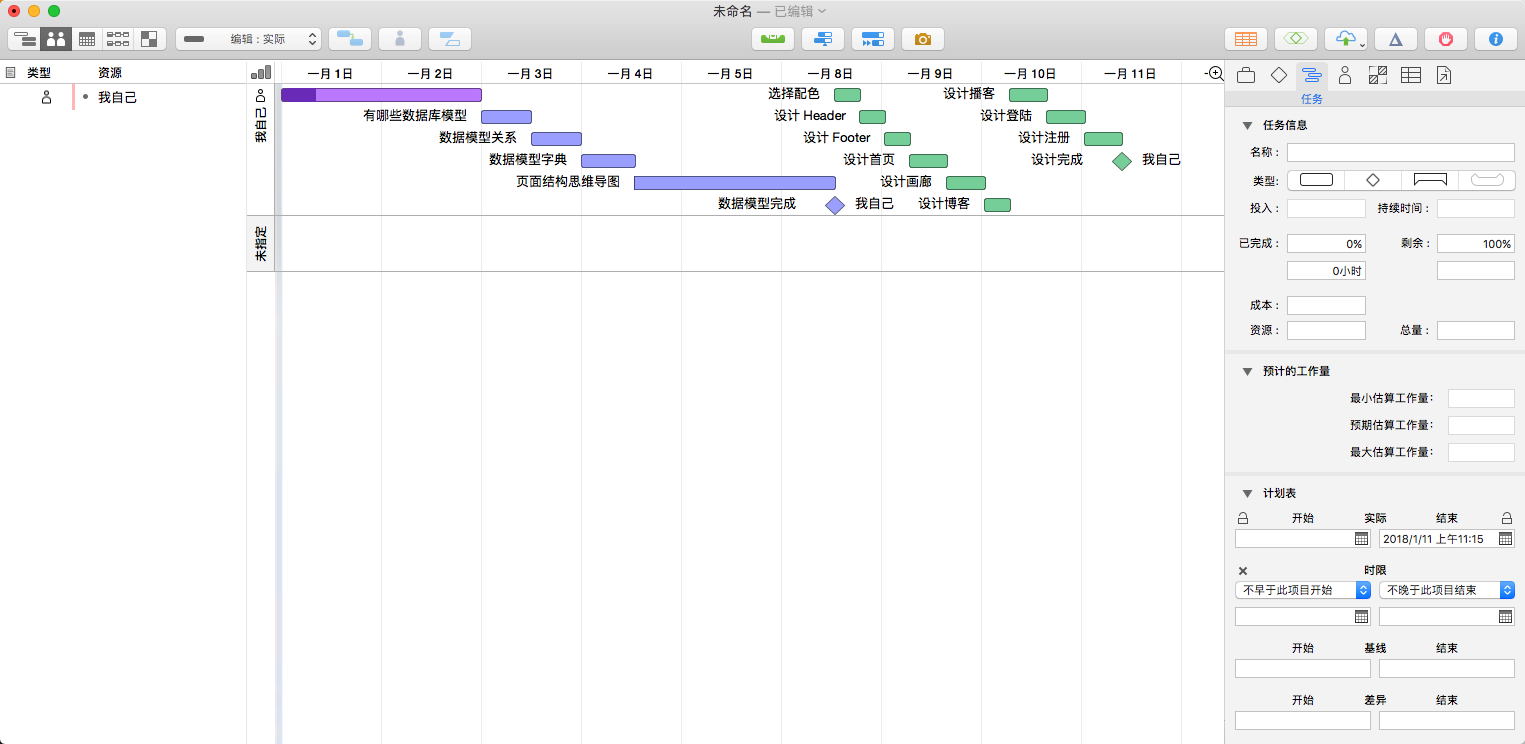 未命名 — 已编辑
编辑 : 实际
类型 资源
我自己
一月 1日 一月 2日 一月 3日 一月 4日 一月 5日 一月 8日 一月 9日 一月 10日 一月 11日
我自己
选择配色 设计播客
有哪些数据库模型 设计 Header 设计登陆
数据模型关系 设计 Footer 设计注册
数据模型字典 设计首页 设计完成 我自己
页面结构思维导图 设计画廊
数据模型完成 我自己 设计博客
未指定
任务
任务信息
名称 :
类型:
投入 : 持续时间 :
已完成 : 0% 剩余 : 100%
0小时
成本 :
资源 : 总量 :
预计的工作量
最小估算工作量:
预期估算工作量:
最大估算工作量:
计划表
开始 实际 结束
2018/1/11 上午11:15
时限
不早于此项目开始 不晚于此项目结束
开始 基线 结束
开始 差异 结束